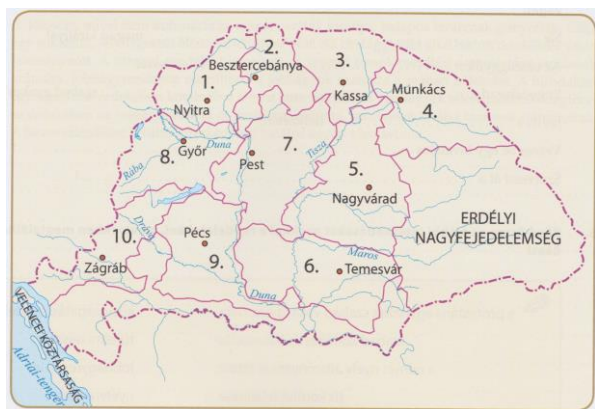 2.
Besztercebánya
3.
1.
Kassa
Munkács
4.
Nyitra
Duna
Győr
8.
Rába
Pest
7.
Tisza
5.
Nagyvárad
ERDÉLYI
NAGYFEJEDELEMSÉG
10.
Dráva
Pécs
9.
Zágráb
Maros
6.
Temesvár
Duna
VELENCEI KÖZTÁRSASÁG
Adriai-tenger